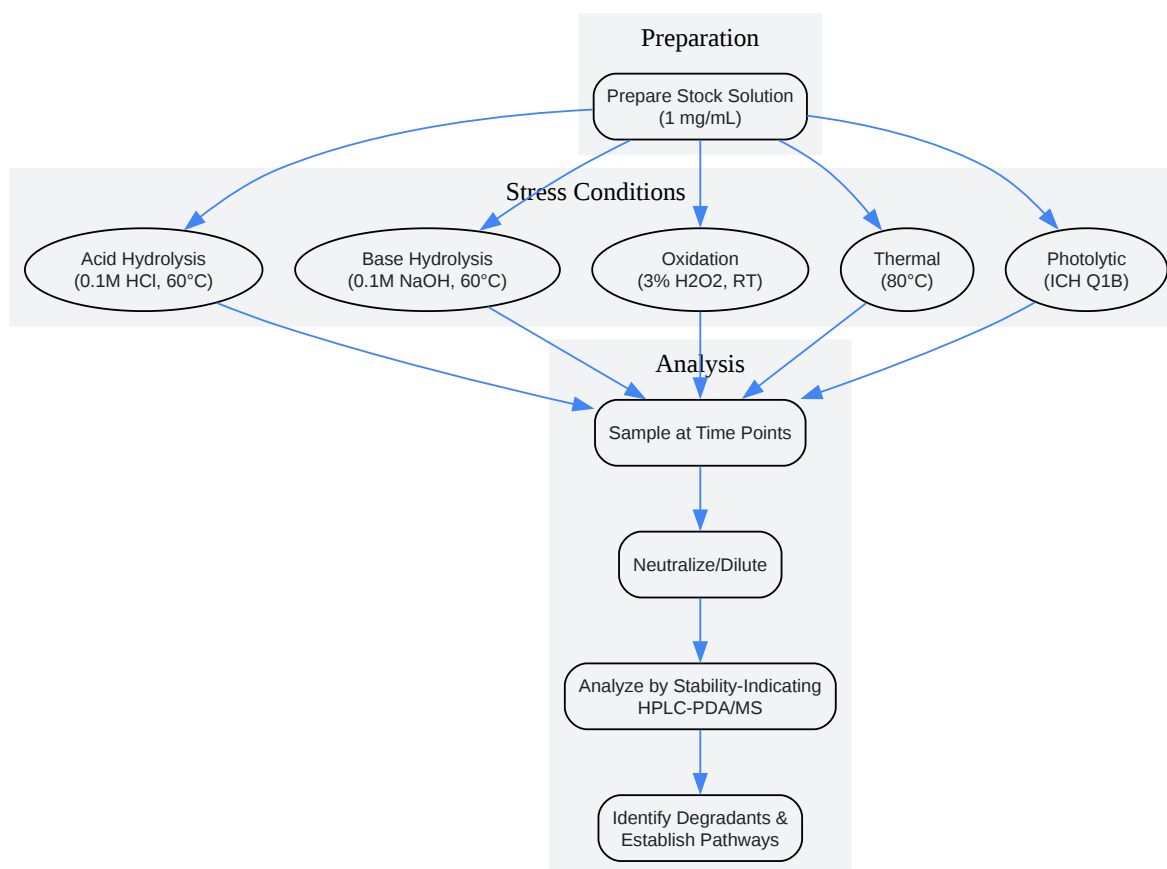 Preparation
Prepare Stock Solution
(1 mg/mL)
Stress Conditions
Acid Hydrolysis
(0.1M HCl, 60°C)
Base Hydrolysis
(0.1M NaOH, 60°C)
Oxidation
(3% H2O2, RT)
Thermal
(80°C)
Photolytic
(ICH Q1B)
Analysis
Sample at Time Points
Neutralize/Dilute
Analyze by Stability-Indicating
HPLC-PDA/MS
Identify Degradants &
Establish Pathways